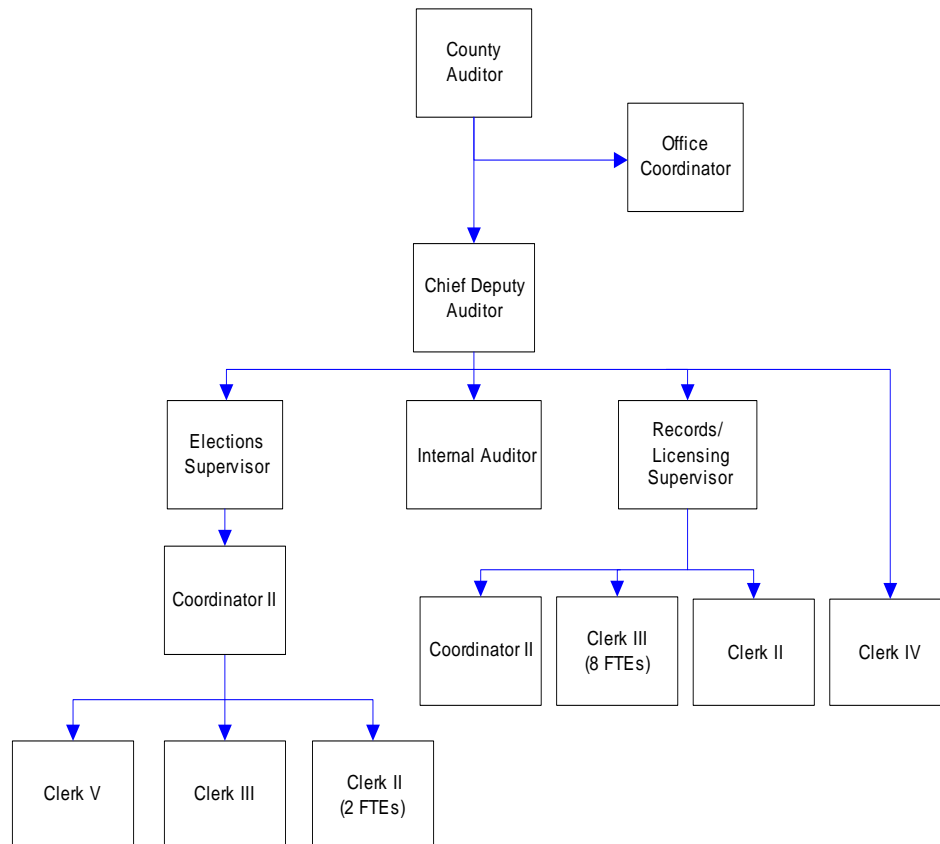 County
Auditor
Office
Coordinator
Chief Deputy
Auditor
Elections
Supervisor
Internal Auditor
Records/
Licensing
Supervisor
Coordinator II
Coordinator II
Clerk III
(8 FTEs)
Clerk II
Clerk IV
Clerk V
Clerk III
Clerk II
(2 FTEs)